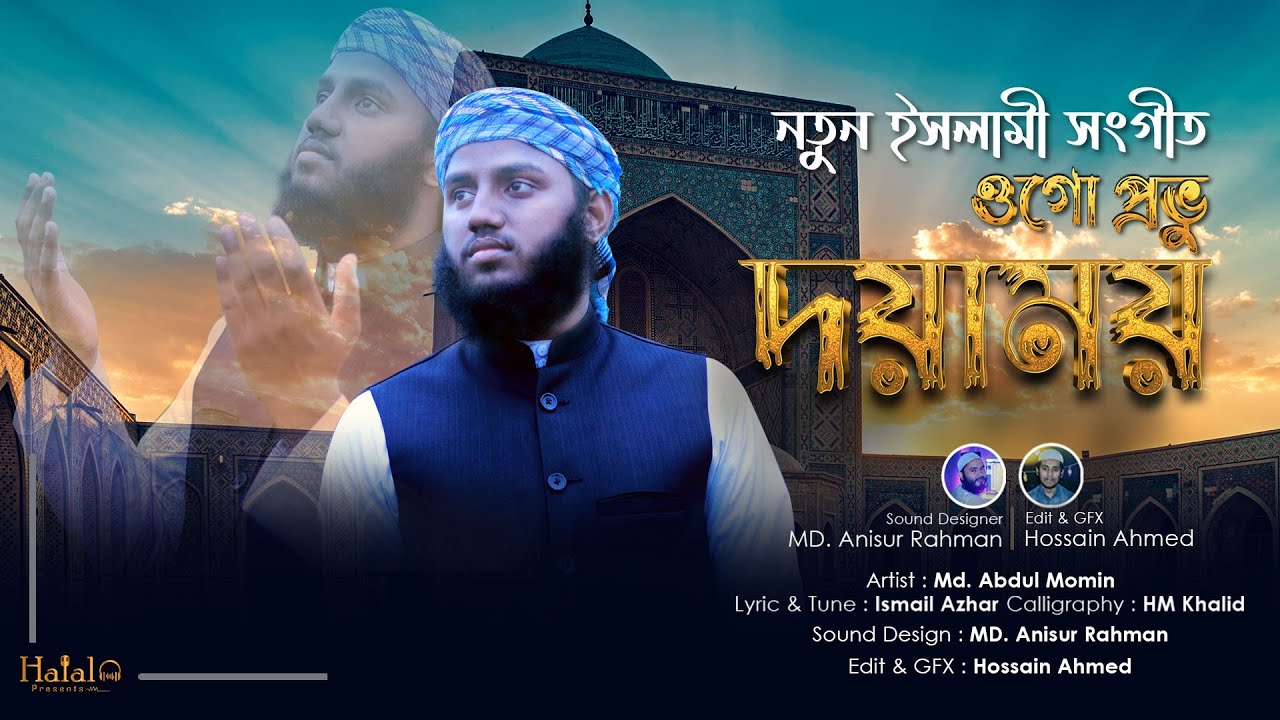 নতুন ইসলামী সংগীত
ওগো প্রভু
দয়াময়
Sound Designer
MD. Anisur Rahman
Edit & GFX
Hossain Ahmed
Artist : Md. Abdul Momin
Lyric & Tune : Ismail Azhar Calligraphy : HM Khalid
Sound Design : MD. Anisur Rahman
Edit & GFX : Hossain Ahmed
Halal
Presents